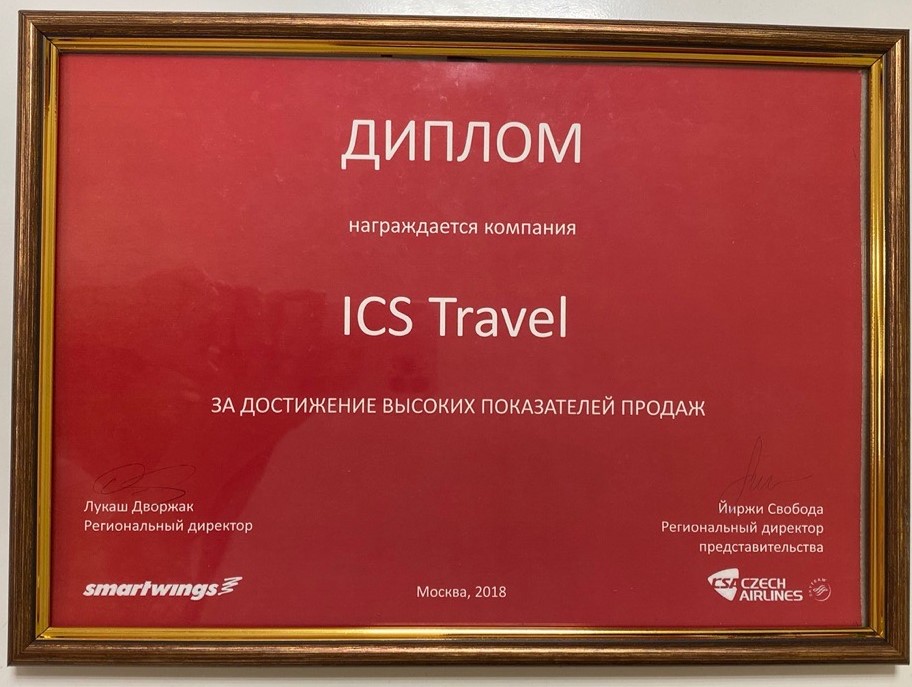 ДИПЛОМ
награждается компания
ICS Travel
ЗА ДОСТИЖЕНИЕ ВЫСОКИХ ПОКАЗАТЕЛЕЙ ПРОДАЖ
Лукаш Дворжак
Региональный директор
Йиржи Свобода
Региональный директор
представительства
smartwings
Москва, 2018
CSA CZECH
AIRLINES